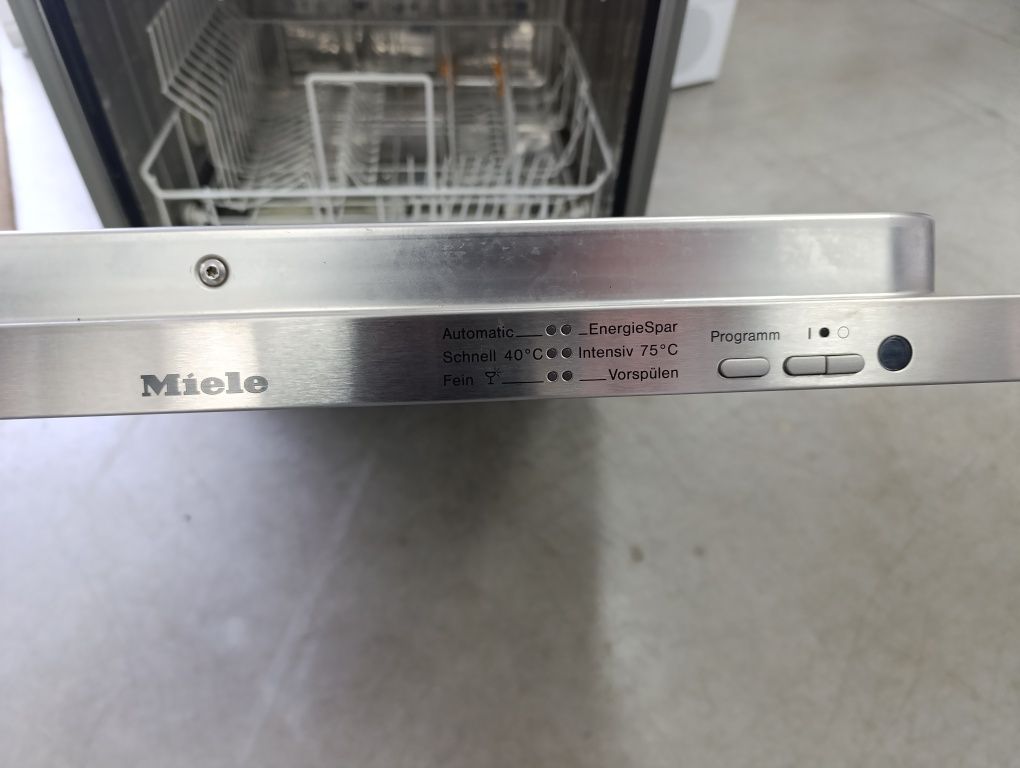 Automatic EnergieSpar
Schnell 40°C Intensiv 75°C
Fein Vorspülen
Programm I O
Miele